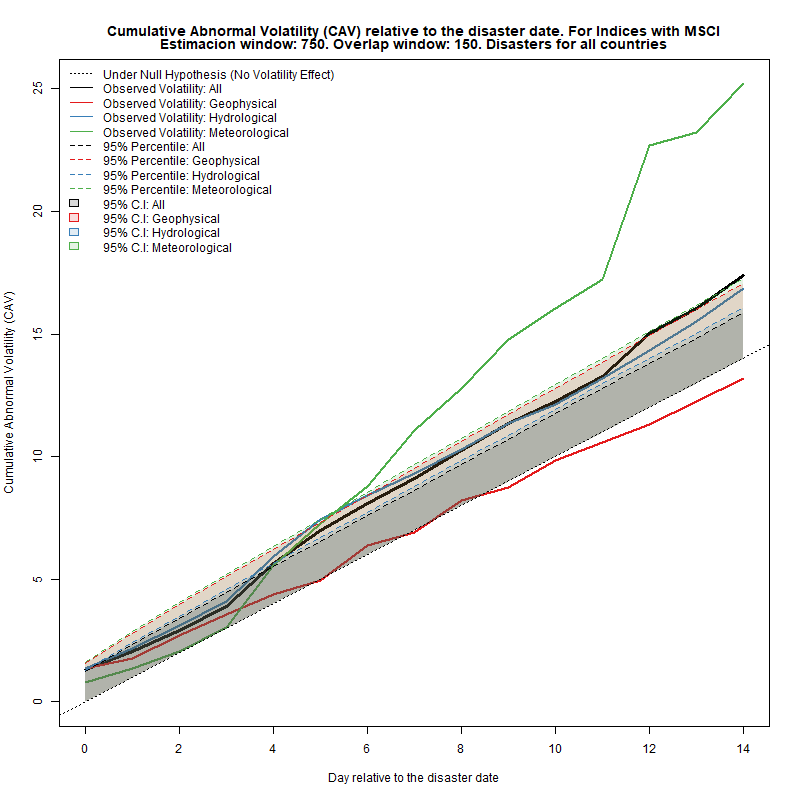 Cumulative Abnormal Volatility (CAV) relative to the disaster date. For Indices with MSCI
Estimacion window: 750. Overlap window: 150. Disasters for all countries
Under Null Hypothesis (No Volatility Effect)
Observed Volatility: All
Observed Volatility: Geophysical
Observed Volatility: Hydrological
Observed Volatility: Meteorological
95% Percentile: All
95% Percentile: Geophysical
95% Percentile: Hydrological
95% Percentile: Meteorological
95% C.I: All
95% C.I: Geophysical
95% C.I: Hydrological
95% C.I: Meteorological
Cumulative Abnormal Volatility (CAV)
25
20
15
10
5
0
0 2 4 6 8 10 12 14
Day relative to the disaster date